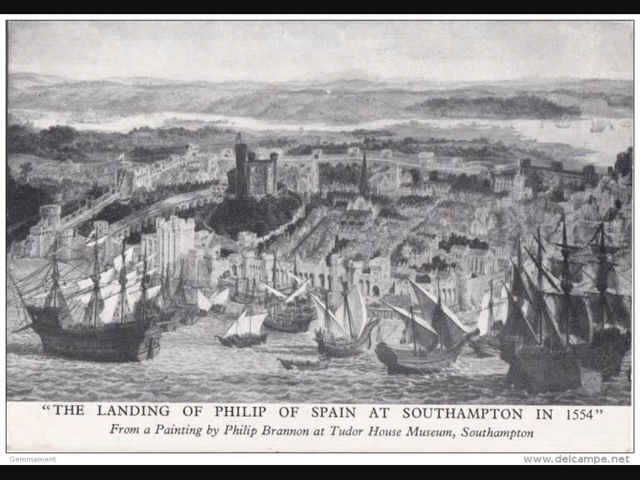 "THE LANDING OF PHILIP OF SPAIN AT SOUTHAMPTON IN 1554"
From a Painting by Philip Brannon at Tudor House Museum, Southampton
Gemmament
www.delcampe.net